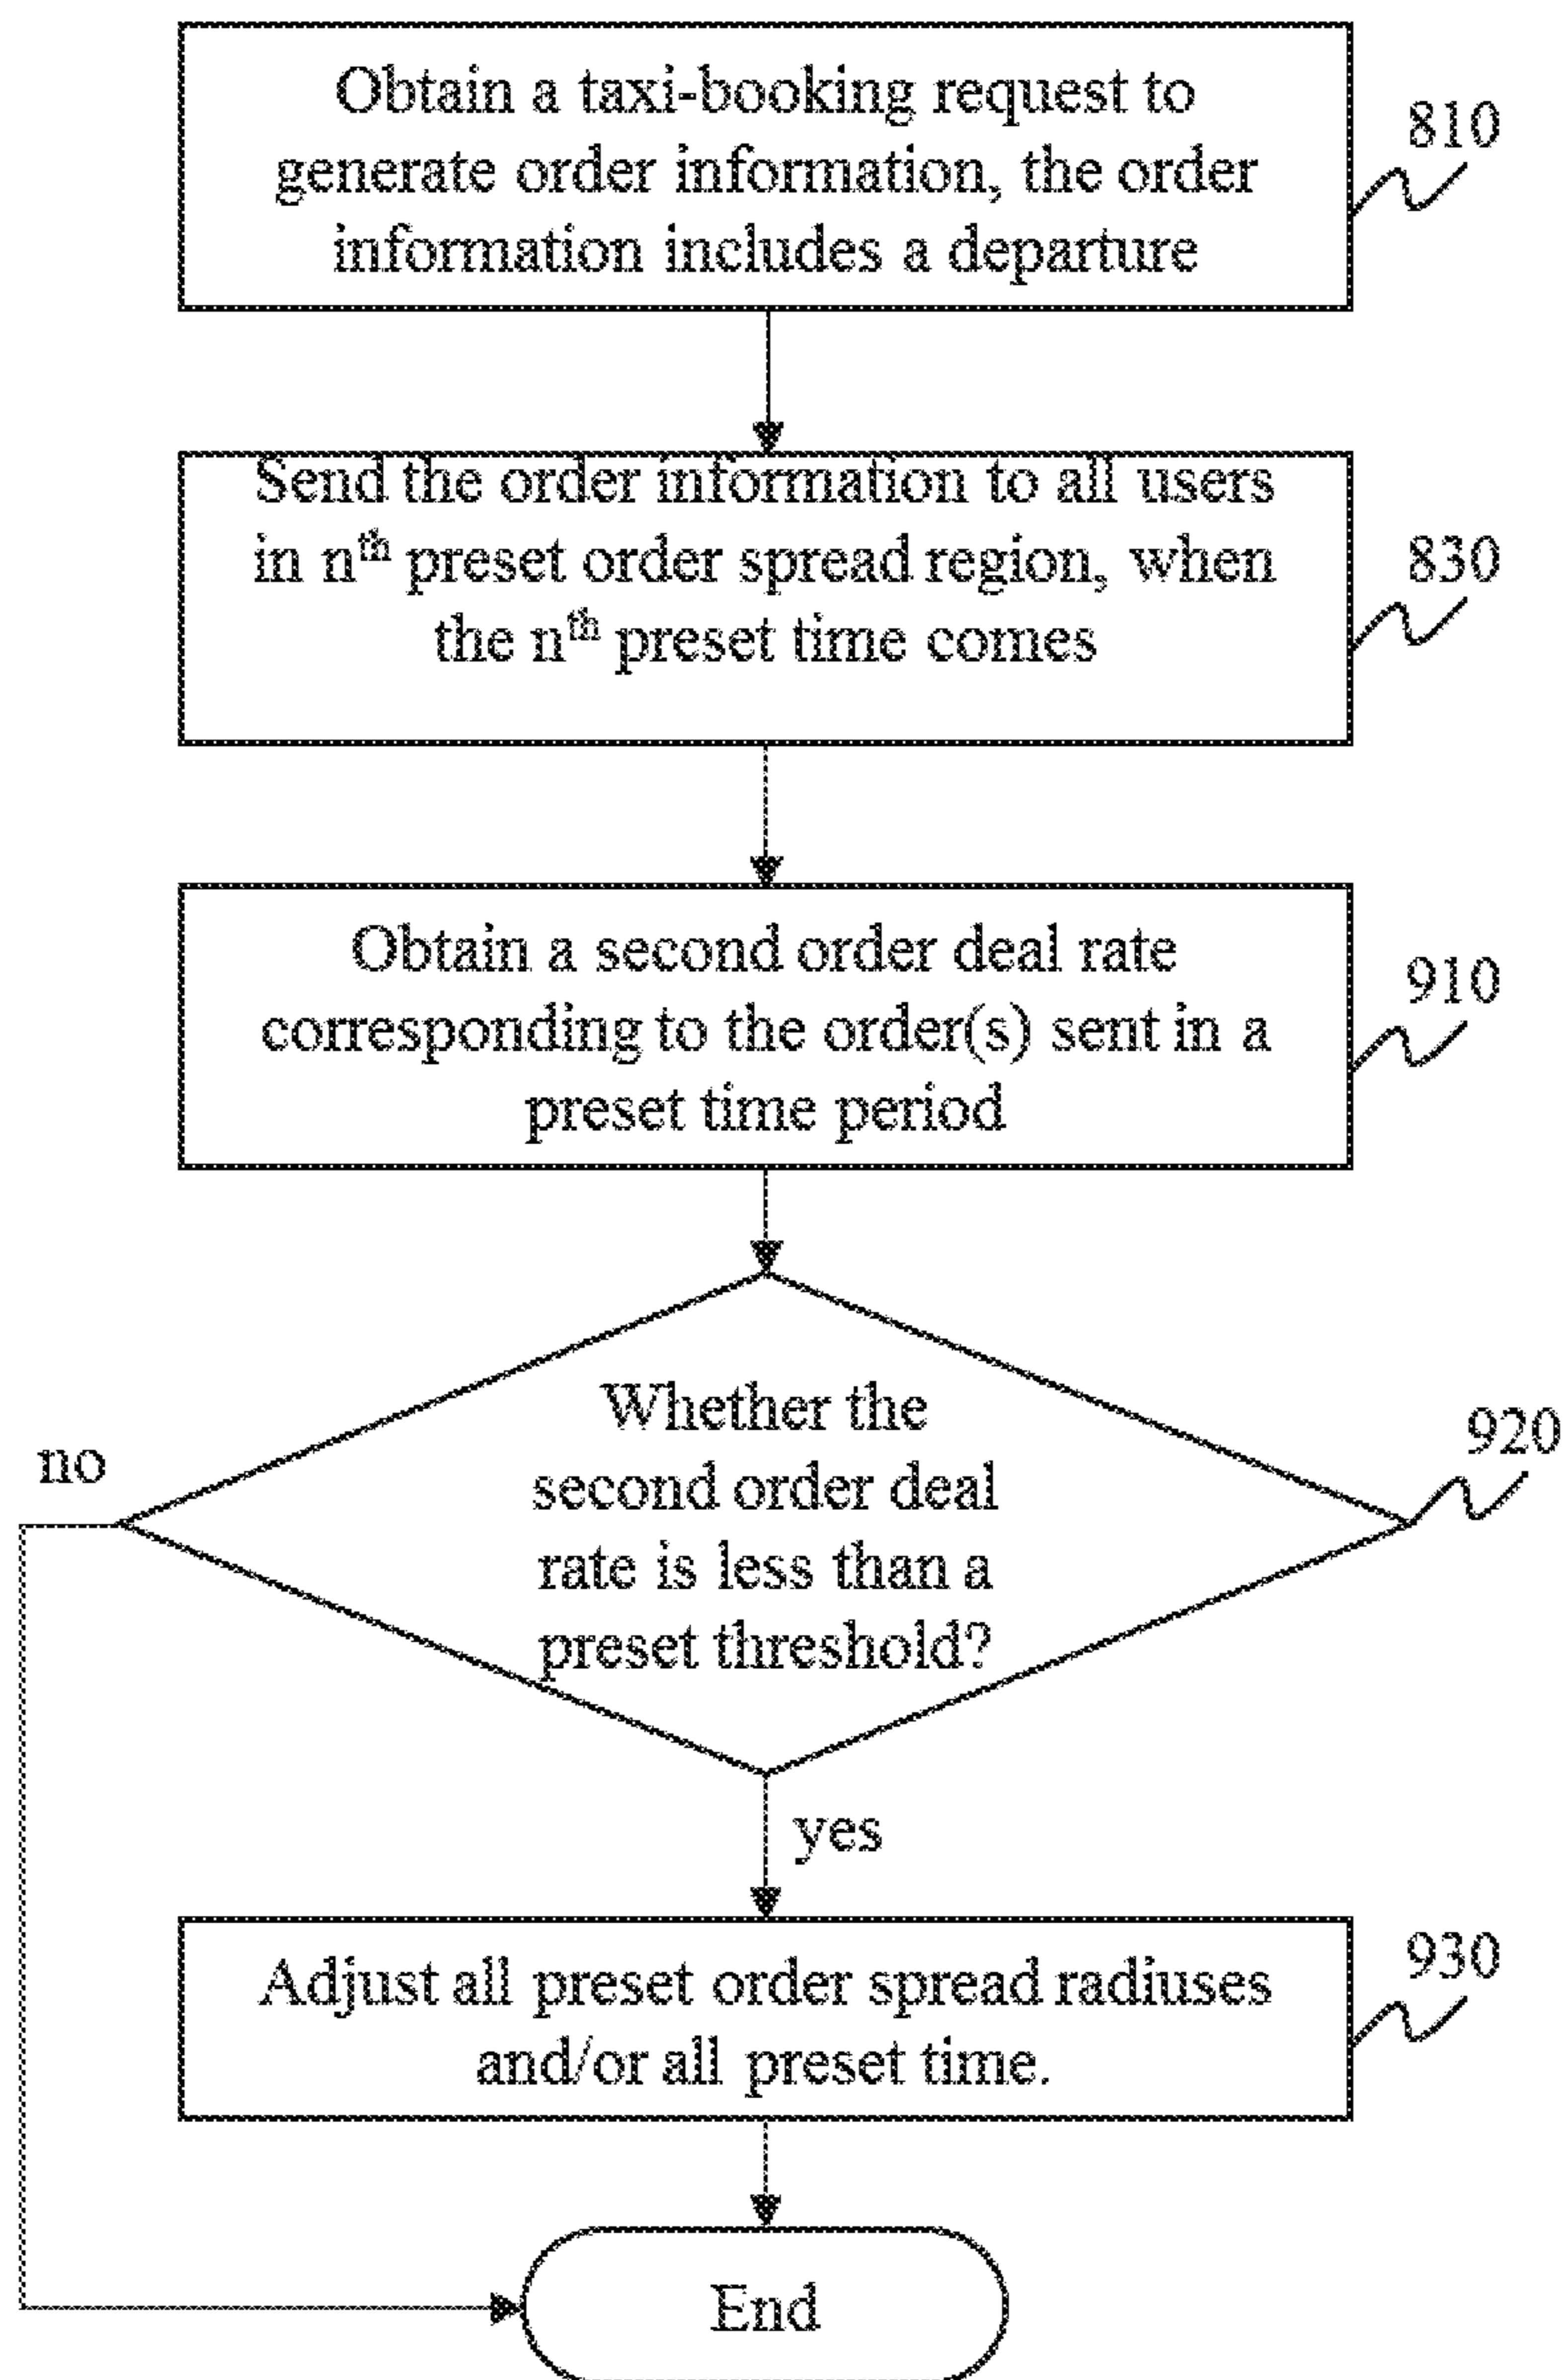 Obtain a taxi-booking request to
generate order information, the order
information includes a departure
810
Send the order information to all users
in nth preset order spread region, when
the nth preset time comes
830
Obtain a second order deal rate
corresponding to the order(s) sent in a
preset time period
910
Whether the
second order deal
rate is less than a
preset threshold?
920
no
yes
Adjust all preset order spread radiuses
and/or all preset time.
930
End